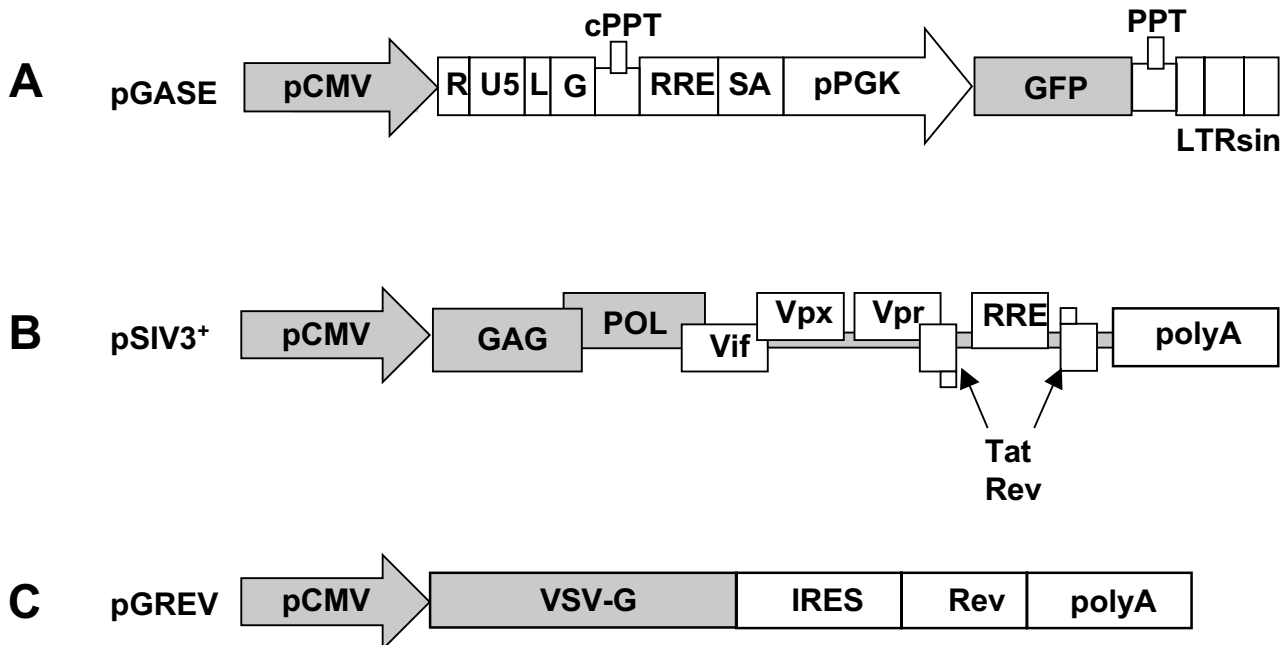 cPPT PPT
A pGASE pCMV R U5 L G RRE SA pPGK GFP
LTRsin
B pSIV3+ pCMV GAG POL Vif Vpx Vpr RRE polyA
Tat
Rev
C pGREV pCMV VSV-G IRES Rev polyA